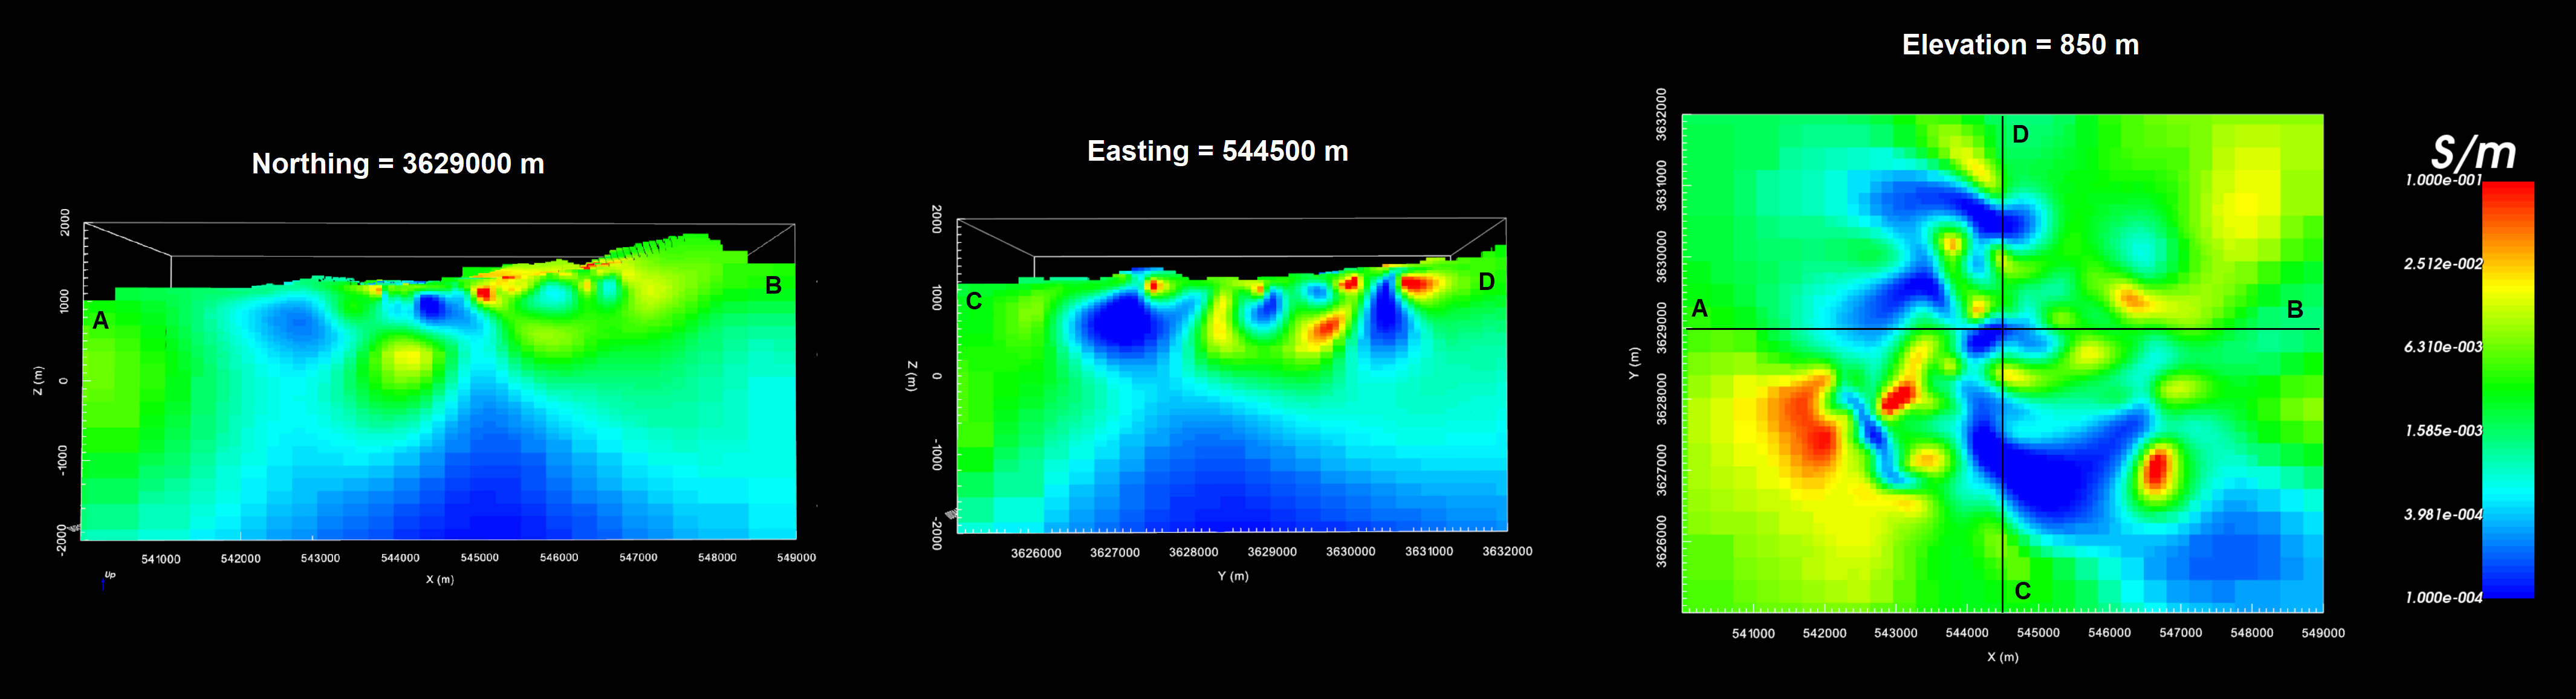 Northing = 3629000 m
2000
1000
0
-1000
-2000
Z (m)
A
B
541000 542000 543000 544000 545000 546000 547000 548000 549000
X (m)
Up
Easting = 544500 m
2000
1000
0
-1000
-2000
Z (m)
C
D
3626000 3627000 3628000 3629000 3630000 3631000 3632000
Y (m)
Elevation = 850 m
3632000
3631000
3630000
3629000
3628000
3627000
3626000
Y (m)
D
A
B
C
541000 542000 543000 544000 545000 546000 547000 548000 549000
X (m)
S/m
1.000e-001
2.512e-002
6.310e-003
1.585e-003
3.981e-004
1.000e-004